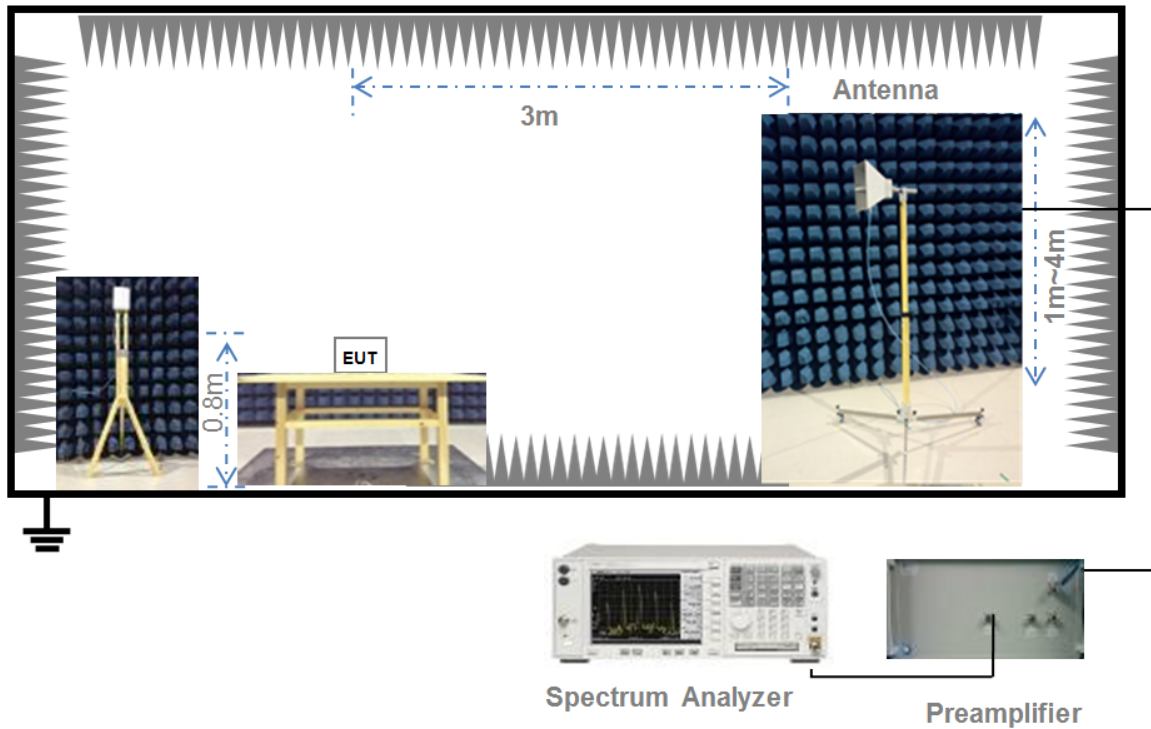 Antenna
3m
1m~4m
EUT
0.8m
Spectrum Analyzer
Preamplifier